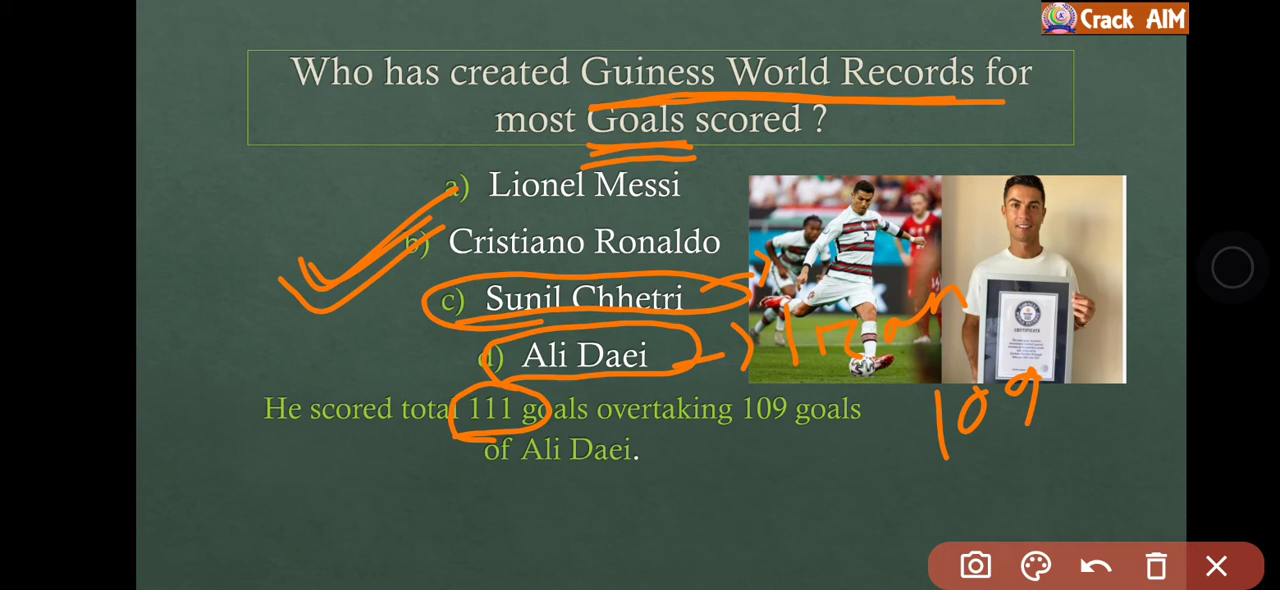 Crack AIM
Who has created Guiness World Records for
most Goals scored ?
a) Lionel Messi
b) Cristiano Ronaldo
c) Sunil Chhetri
d) Ali Daei
Iran
109
He scored total 111 goals overtaking 109 goals
of Ali Daei.